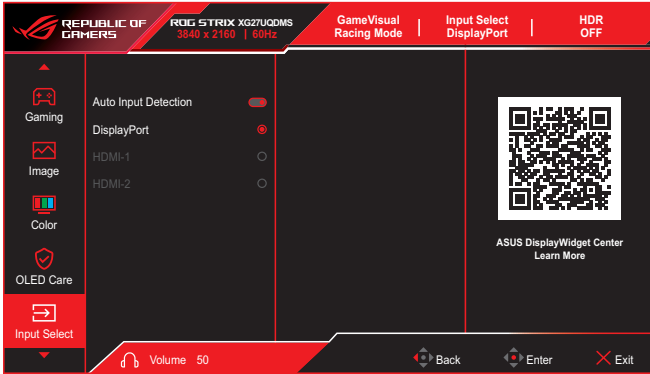 REPUBLIC OF
GAMERS
ROG STRIX XG27UQDMS
3840 x 2160 | 60Hz
GameVisual
Racing Mode
Input Select
DisplayPort
HDR
OFF
Gaming
Image
Color
OLED Care
Input Select
Auto Input Detection
DisplayPort
HDMI-1
HDMI-2
ASUS DisplayWidget Center
Learn More
Volume 50
Back
Enter
Exit